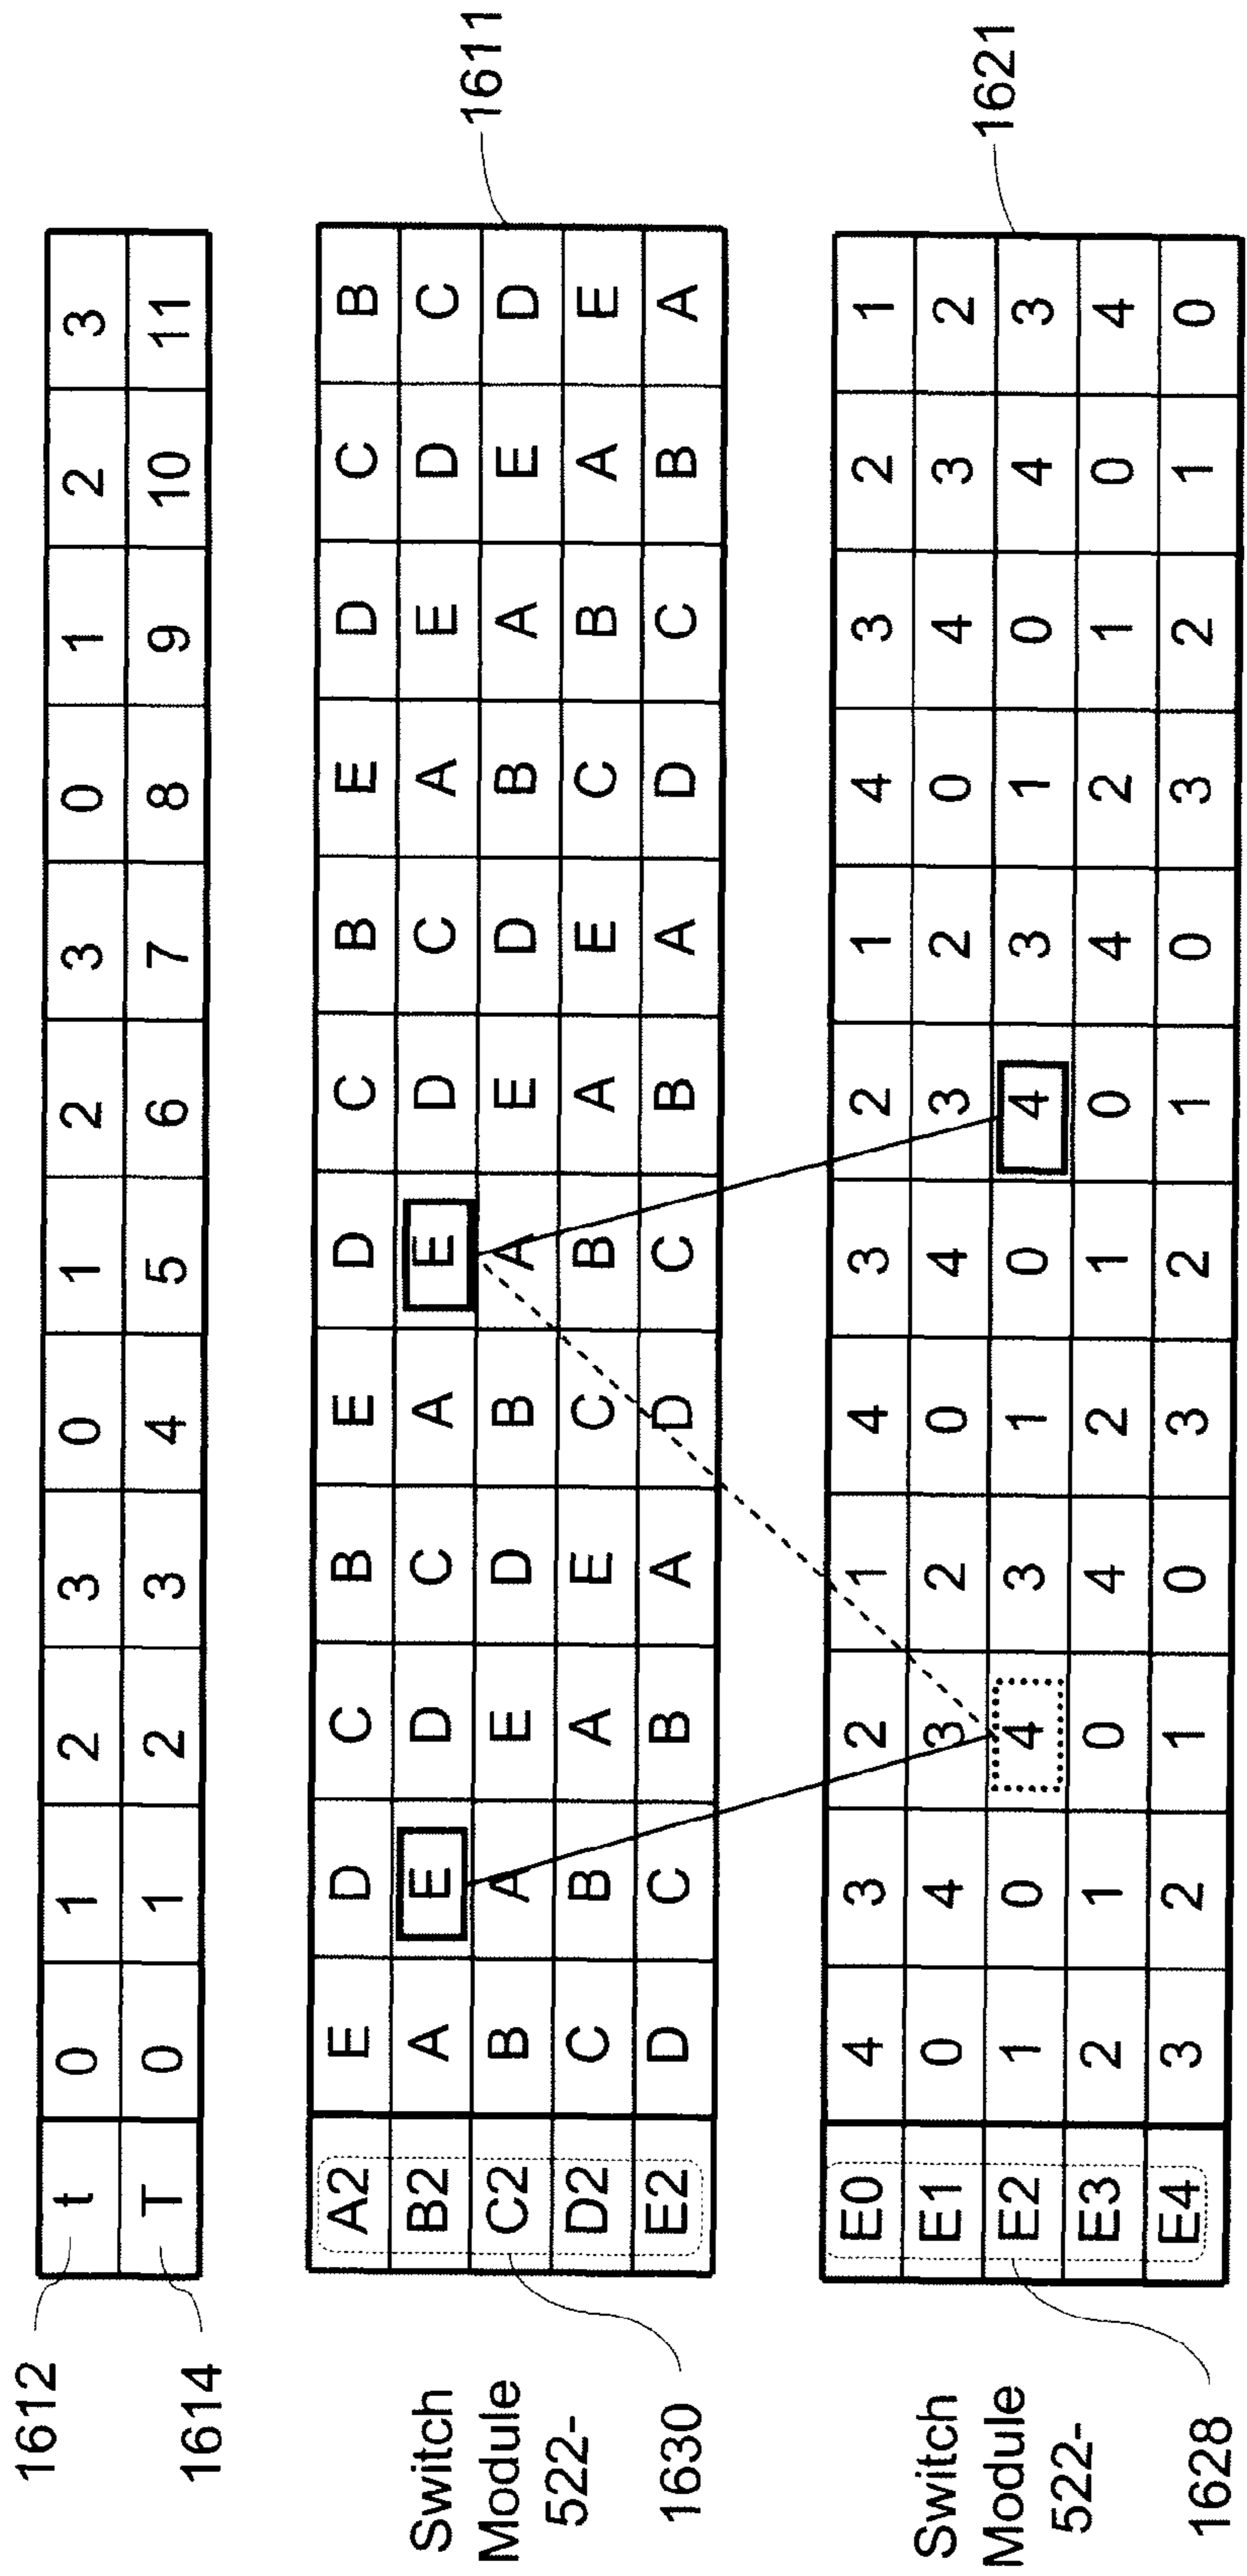 1612
t 0 1 2 3 0 1 2 3 0 1 2 3
T 0 1 2 3 4 5 6 7 8 9 10 11
1614
1611
A2 E D C B E D C B E D C B
B2 A E D C A E D C A E D C
C2 B A E D B A E D B A E D
D2 C B A E C B A E C B A E
E2 D C B A D C B A D C B A
Switch
Module
522-
1630
1621
E0 4 3 2 1 4 3 2 1 4 3 2 1
E1 0 4 3 2 0 4 3 2 0 4 3 2
E2 1 0 4 3 1 0 4 3 1 0 4 3
E3 2 1 0 4 2 1 0 4 2 1 0 4
E4 3 2 1 0 3 2 1 0 3 2 1 0
Switch
Module
522-
1628